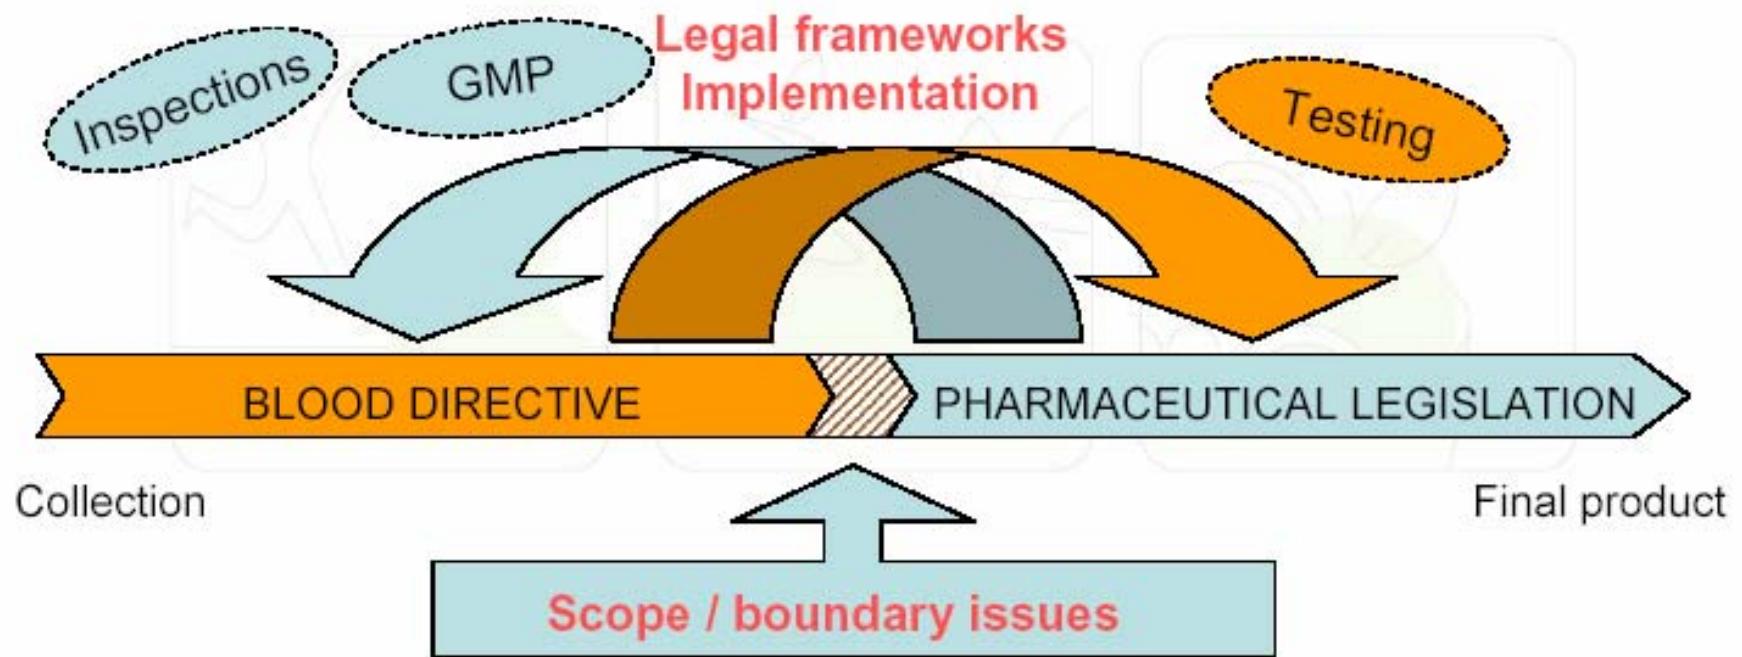 Legal frameworks
Implementation
Inspections
GMP
Testing
BLOOD DIRECTIVE
PHARMACEUTICAL LEGISLATION
Collection
Final product
Scope / boundary issues